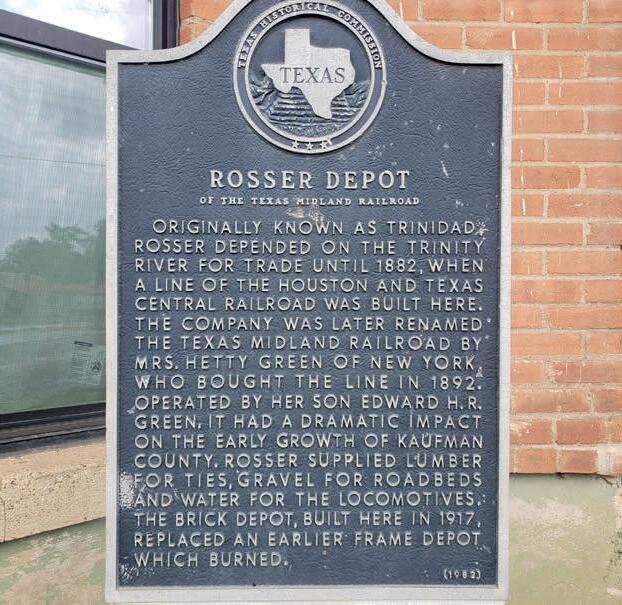 TEXAS HISTORICAL COMMISSION
TEXAS
ROSSER DEPOT
OF THE TEXAS MIDLAND RAILROAD
ORIGINALLY KNOWN AS TRINIDAD,
ROSSER DEPENDED ON THE TRINITY
RIVER FOR TRADE UNTIL 1882, WHEN
A LINE OF THE HOUSTON AND TEXAS
CENTRAL RAILROAD WAS BUILT HERE.
THE COMPANY WAS LATER RENAMED
THE TEXAS MIDLAND RAILROAD BY
MRS. HETTY GREEN OF NEW YORK,
WHO BOUGHT THE LINE IN 1892.
OPERATED BY HER SON EDWARD H.R.
GREEN, IT HAD A DRAMATIC IMPACT
ON THE EARLY GROWTH OF KAUFMAN
COUNTY. ROSSER SUPPLIED LUMBER
FOR TIES, GRAVEL FOR ROADBEDS
AND WATER FOR THE LOCOMOTIVES.
THE BRICK DEPOT, BUILT HERE IN 1917,
REPLACED AN EARLIER FRAME DEPOT
WHICH BURNED.
(1982)